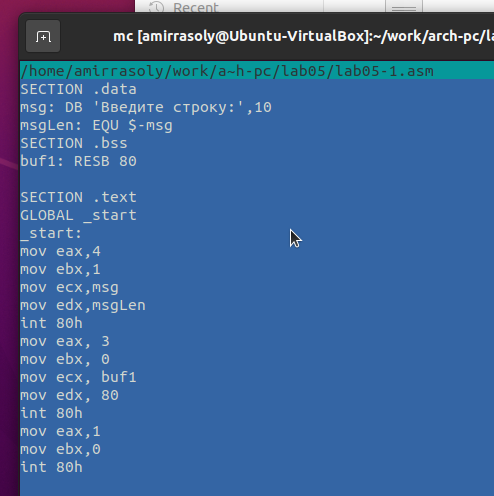 Recent
mc [amirrasoly@Ubuntu-VirtualBox]:~/work/arch-pc/la
/home/amirrasoly/work/a~h-pc/lab05/lab05-1.asm
SECTION .data
msg: DB 'Введите строку:',10
msgLen: EQU $-msg
SECTION .bss
buf1: RESB 80
SECTION .text
GLOBAL _start
_start:
mov eax,4
mov ebx,1
mov ecx,msg
mov edx,msgLen
int 80h
mov eax, 3
mov ebx, 0
mov ecx, buf1
mov edx, 80
int 80h
mov eax,1
mov ebx,0
int 80h